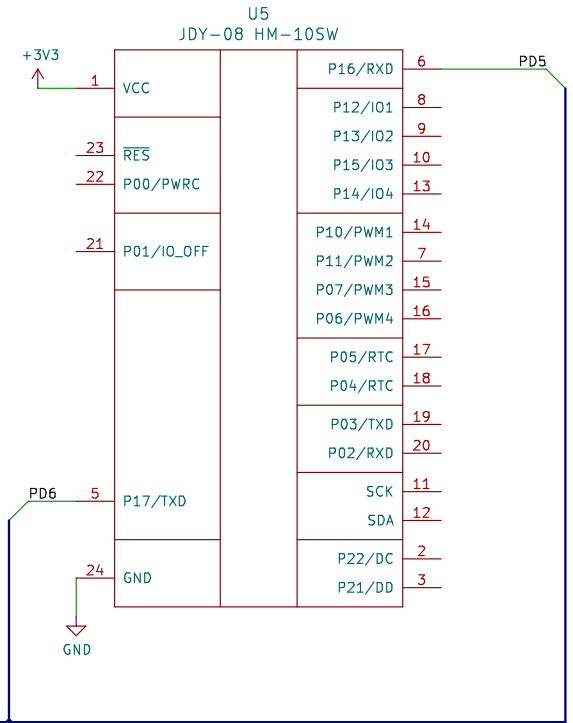 U5
JDY-08 HM-10SW
+3V3
1 VCC
23 RES
22 P00/PWRC
21 P01/IO_OFF
PD6 5 P17/TXD
24 GND
GND
P16/RXD 6 PD5
P12/IO1 8
P13/IO2 9
P15/IO3 10
P14/IO4 13
P10/PWM1 14
P11/PWM2 7
P07/PWM3 15
P06/PWM4 16
P05/RTC 17
P04/RTC 18
P03/TXD 19
P02/RXD 20
SCK 11
SDA 12
P22/DC 2
P21/DD 3